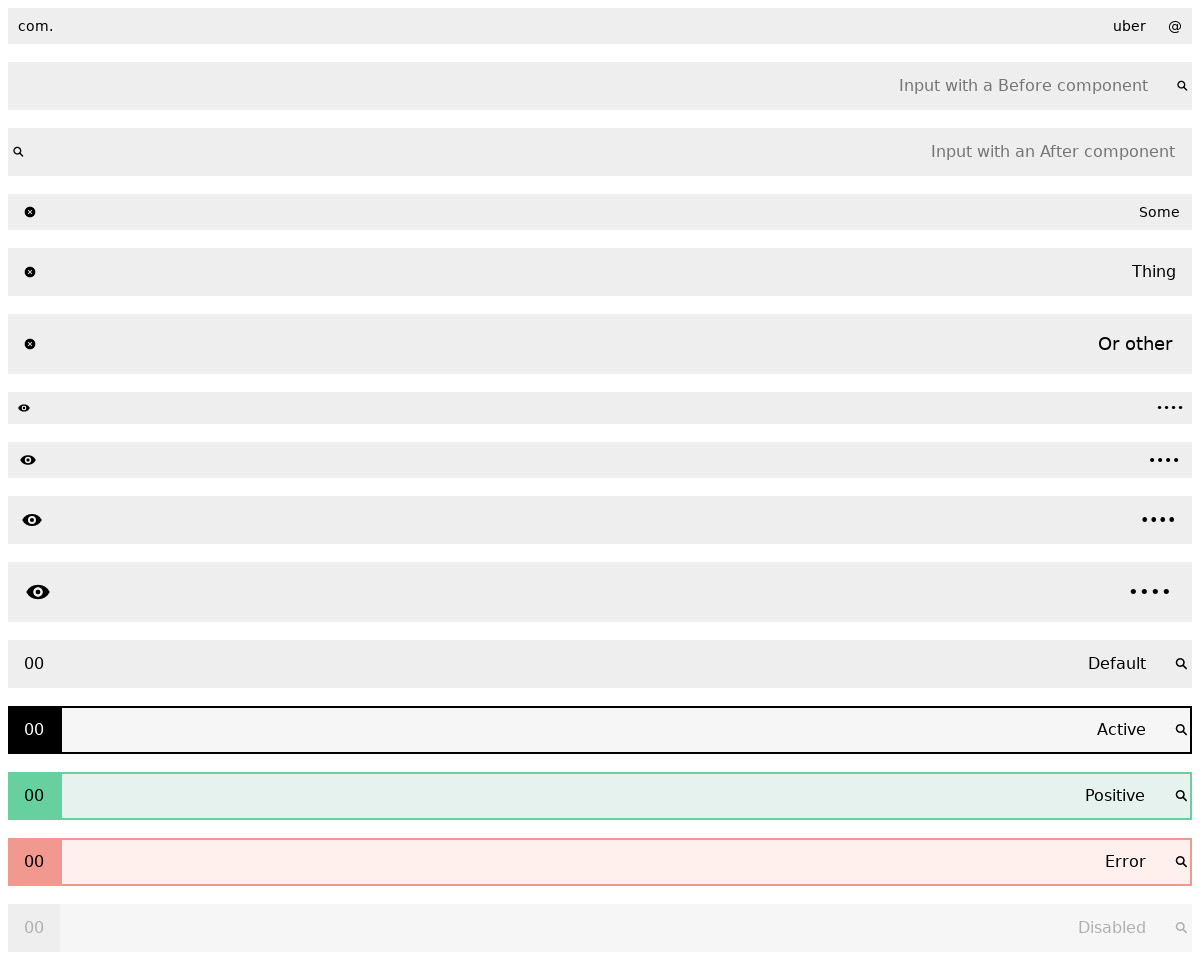 com. uber @
Input with a Before component
Input with an After component
Some
Thing
Or other
••••
••••
••••
••••
00 Default
00 Active
00 Positive
00 Error
00 Disabled